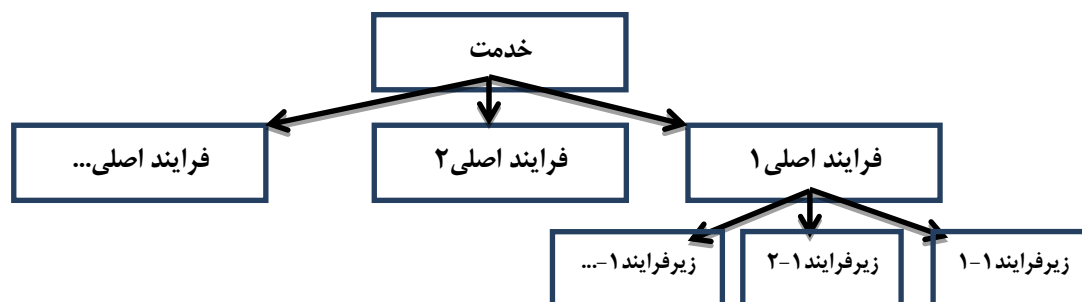 خدمت
فرایند اصلی۱
فرایند اصلی۲
فرایند اصلی...
زیرفرایند۱-۱
زیرفرایند۱-۲
زیرفرایند۱-...